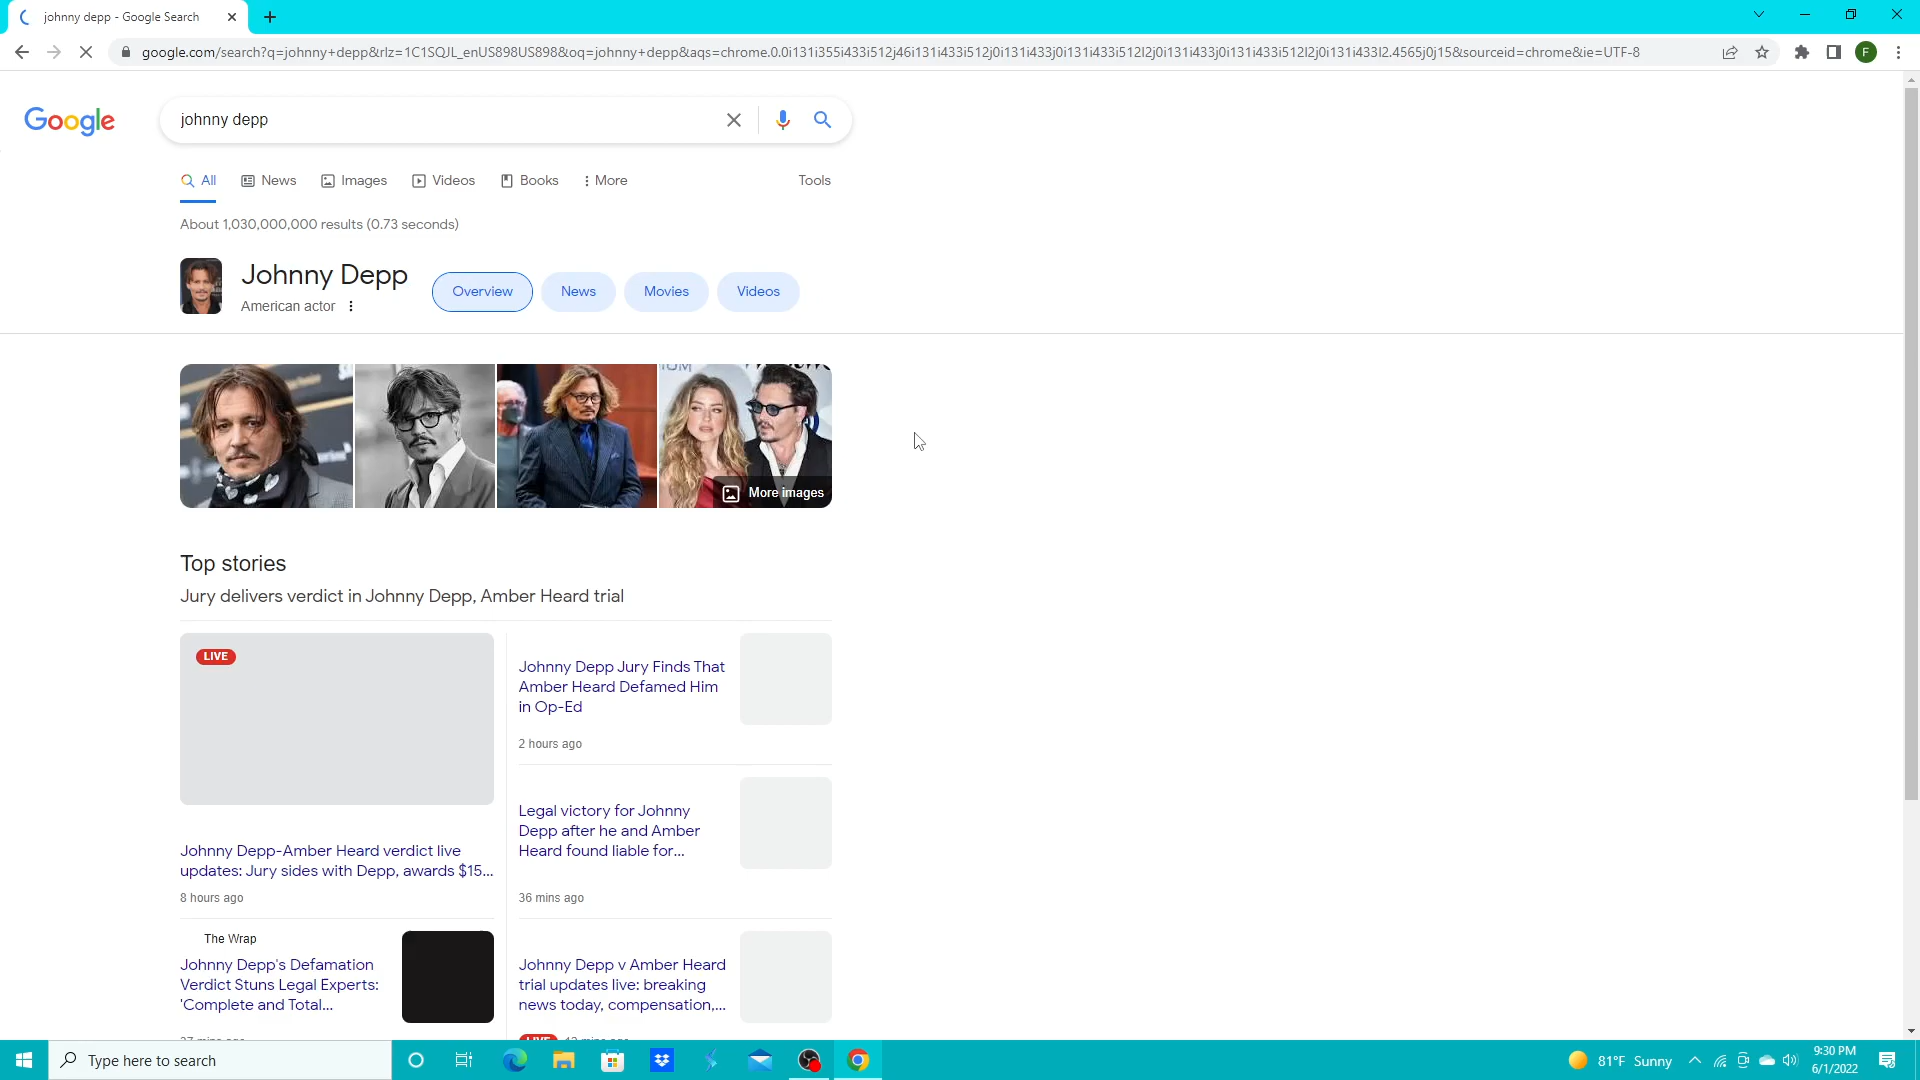 johnny depp - Google Search
google.com/search?q=johnny+depp&rlz=1C1SQJL_enUS898US898&oq=johnny+depp&aqs=chrome.0.0i131i355i433i512j46i131i433i512j0i131i433j0i131i433i512l2j0i131i433j0i131i433i512l2j0i131i433l2.4565j0j15&sourceid=chrome&ie=UTF-8
F
Google
johnny depp
All News Images Videos Books More Tools
About 1,030,000,000 results (0.73 seconds)
Johnny Depp
American actor
Overview News Movies Videos
More images
Top stories
Jury delivers verdict in Johnny Depp, Amber Heard trial
LIVE
Johnny Depp-Amber Heard verdict live
updates: Jury sides with Depp, awards $15...
8 hours ago
Johnny Depp Jury Finds That
Amber Heard Defamed Him
in Op-Ed
2 hours ago
Legal victory for Johnny
Depp after he and Amber
Heard found liable for...
36 mins ago
The Wrap
Johnny Depp's Defamation
Verdict Stuns Legal Experts:
'Complete and Total...
Johnny Depp v Amber Heard
trial updates live: breaking
news today, compensation,...
Type here to search
81°F Sunny
9:30 PM
6/1/2022